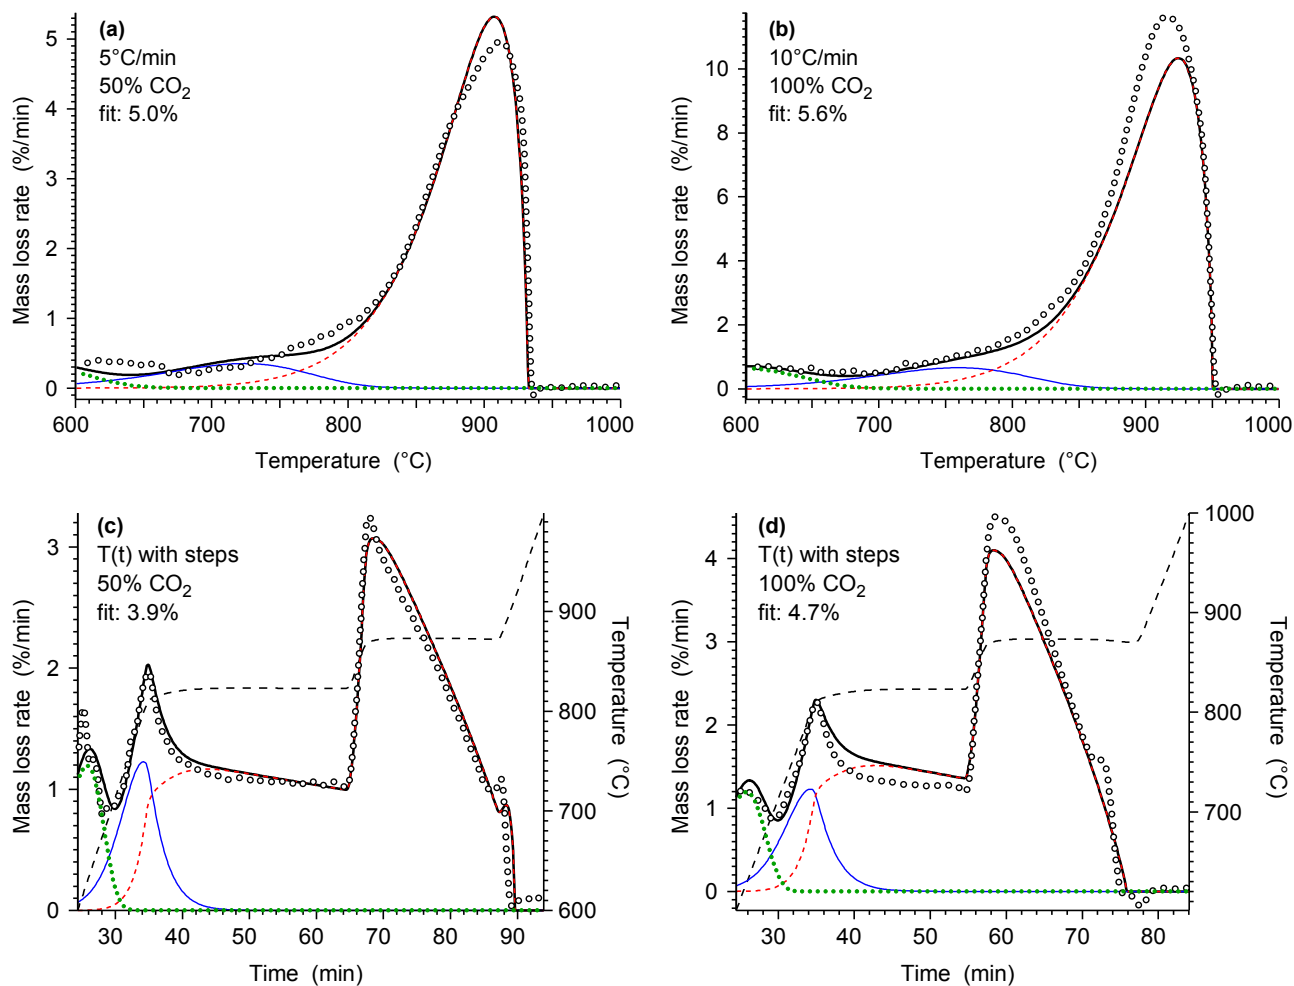 (a)
5°C/min
50% CO2
fit: 5.0%
5
4
3
2
1
0
Mass loss rate (%/min)
600
700
800
900
1000
Temperature (°C)
(b)
10°C/min
100% CO2
fit: 5.6%
10
8
6
4
2
0
Mass loss rate (%/min)
600
700
800
900
1000
Temperature (°C)
(c)
T(t) with steps
50% CO2
fit: 3.9%
3
2
1
0
Mass loss rate (%/min)
900
800
700
600
Temperature (°C)
30
40
50
60
70
80
90
Time (min)
(d)
T(t) with steps
100% CO2
fit: 4.7%
4
3
2
1
0
Mass loss rate (%/min)
1000
900
800
700
Temperature (°C)
30
40
50
60
70
80
Time (min)